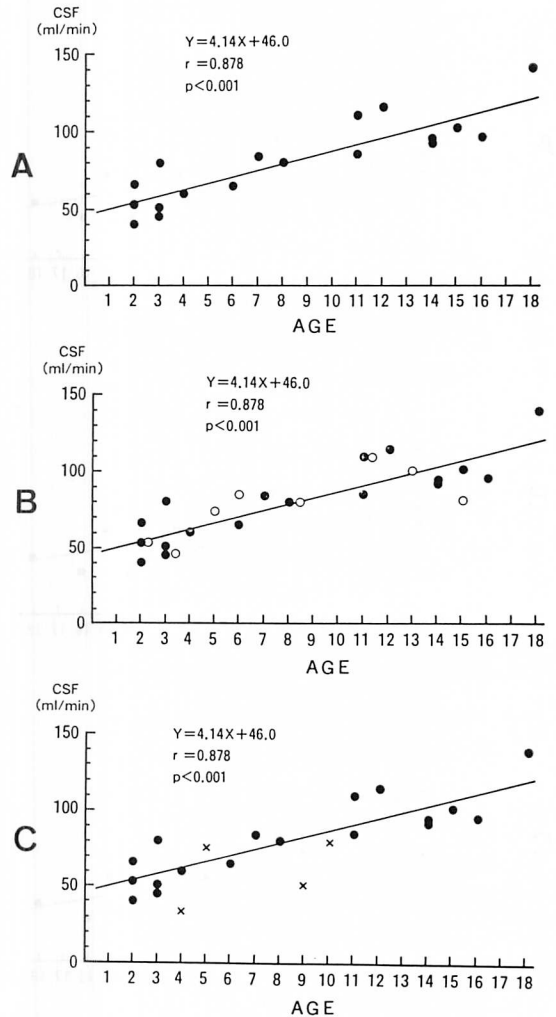 CSF
(ml/min)
Y=4.14X+46.0
r =0.878
p<0.001
150
100
50
0
A
1 2 3 4 5 6 7 8 9 10 11 12 13 14 15 16 17 18
AGE
CSF
(ml/min)
Y=4.14X+46.0
r =0.878
p<0.001
150
100
50
0
B
1 2 3 4 5 6 7 8 9 10 11 12 13 14 15 16 17 18
AGE
CSF
(ml/min)
Y=4.14X+46.0
r =0.878
p<0.001
150
100
50
0
C
1 2 3 4 5 6 7 8 9 10 11 12 13 14 15 16 17 18
AGE